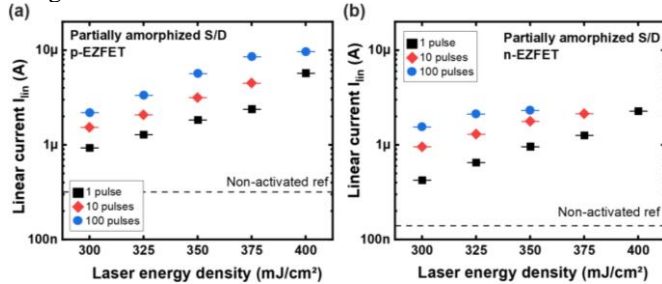 (a)
Partially amorphized S/D
p-EZFET
Linear current Ilin (A)
10µ
1µ
100n
Non-activated ref
1 pulse
10 pulses
100 pulses
300 325 350 375 400
Laser energy density (mJ/cm²)
(b)
1 pulse
10 pulses
100 pulses
Partially amorphized S/D
n-EZFET
Linear current Ilin (A)
10µ
1µ
100n
Non-activated ref
300 325 350 375 400
Laser energy density (mJ/cm²)